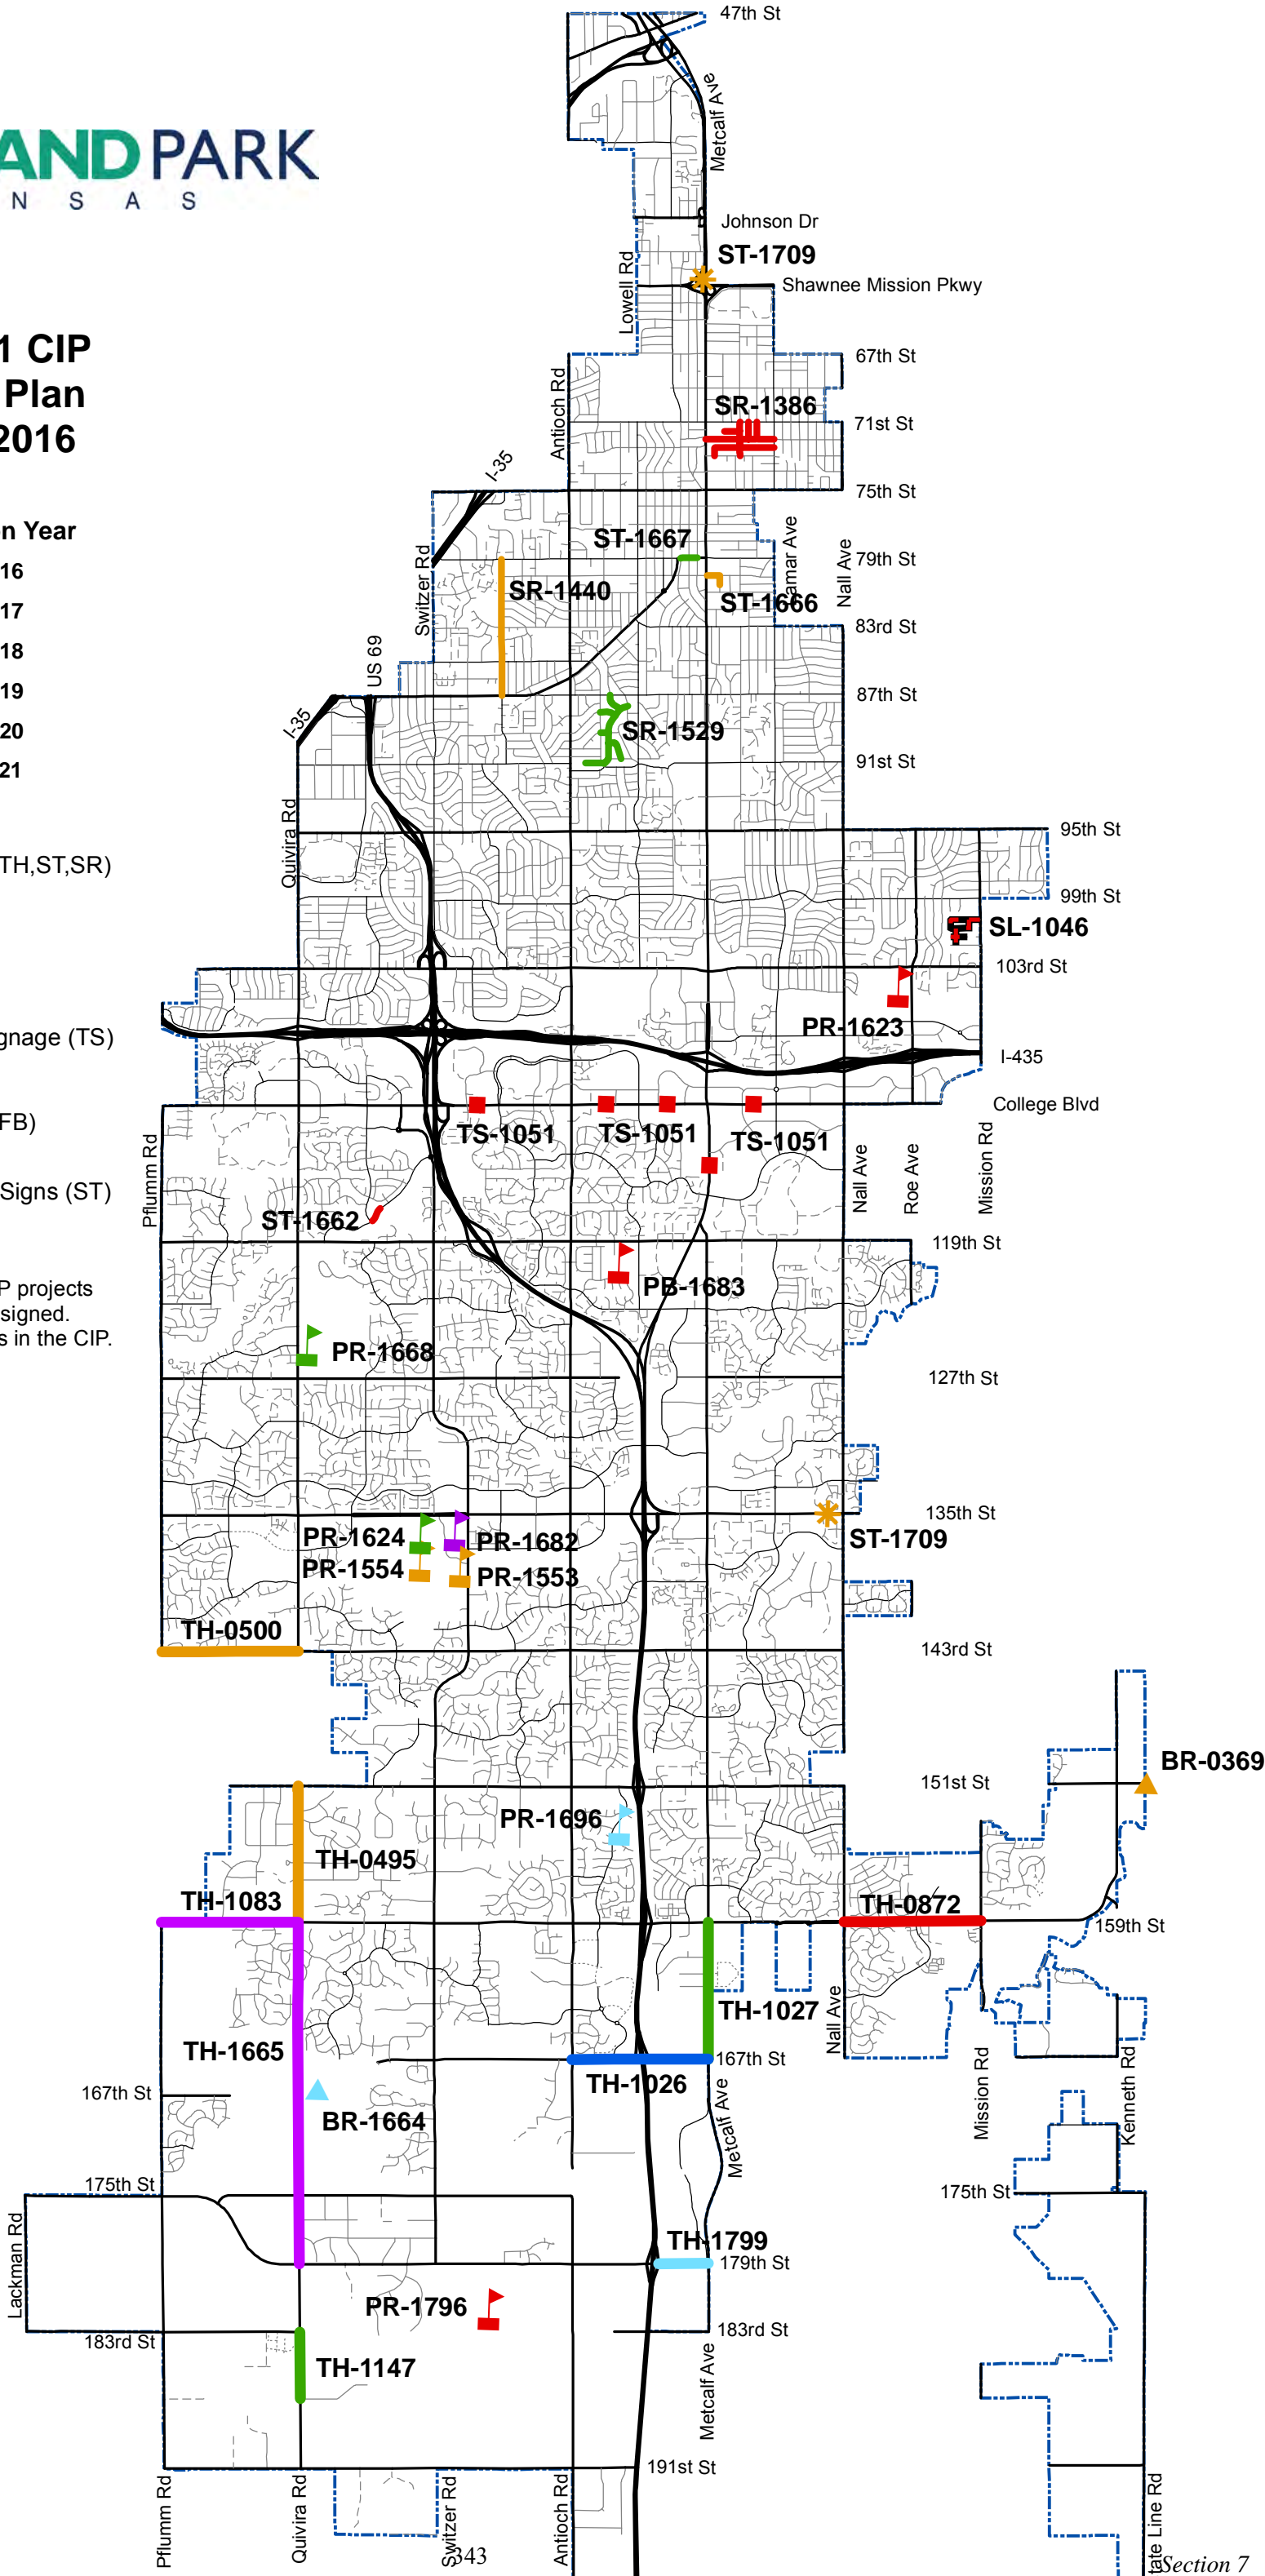 AND PARK
N S A S
1 CIP
Plan
2016
n Year
16
17
18
19
20
21
TH,ST,SR)
gnage (TS)
FB)
Signs (ST)
P projects
signed.
s in the CIP.
47th St
Metcalf Ave
Johnson Dr
ST-1709
Lowell Rd
Shawnee Mission Pkwy
67th St
Antioch Rd
SR-1386
71st St
I-35
75th St
ST-1667
Switzer Rd
SR-1440
79th St
amar Ave
Nall Ave
ST-1666
83rd St
US 69
87th St
I-35
SR-1529
91st St
Quivira Rd
95th St
99th St
SL-1046
103rd St
PR-1623
I-435
College Blvd
TS-1051
TS-1051
TS-1051
Pflumm Rd
Nall Ave
Roe Ave
Mission Rd
ST-1662
119th St
PB-1683
PR-1668
127th St
135th St
PR-1624
PR-1682
ST-1709
PR-1554
PR-1553
TH-0500
143rd St
BR-0369
151st St
PR-1696
TH-0495
TH-1083
TH-0872
159th St
TH-1027
Nall Ave
TH-1665
167th St
TH-1026
167th St
BR-1664
Metcalf Ave
Mission Rd
Kenneth Rd
175th St
175th St
Lackman Rd
TH-1799
179th St
PR-1796
183rd St
183rd St
TH-1147
Metcalf Ave
191st St
Pflumm Rd
Quivira Rd
Switzer Rd
Antioch Rd
tate Line Rd
343
Section 7